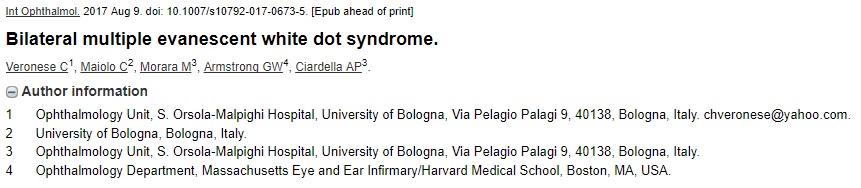 Int Ophthalmol. 2017 Aug 9. doi: 10.1007/s10792-017-0673-5. [Epub ahead of print]
Bilateral multiple evanescent white dot syndrome.
Veronese C1, Maiolo C2, Morara M3, Armstrong GW4, Ciardella AP3.
Author information
1 Ophthalmology Unit, S. Orsola-Malpighi Hospital, University of Bologna, Via Pelagio Palagi 9, 40138, Bologna, Italy. chveronese@yahoo.com.
2 University of Bologna, Bologna, Italy.
3 Ophthalmology Unit, S. Orsola-Malpighi Hospital, University of Bologna, Via Pelagio Palagi 9, 40138, Bologna, Italy.
4 Ophthalmology Department, Massachusetts Eye and Ear Infirmary/Harvard Medical School, Boston, MA, USA.